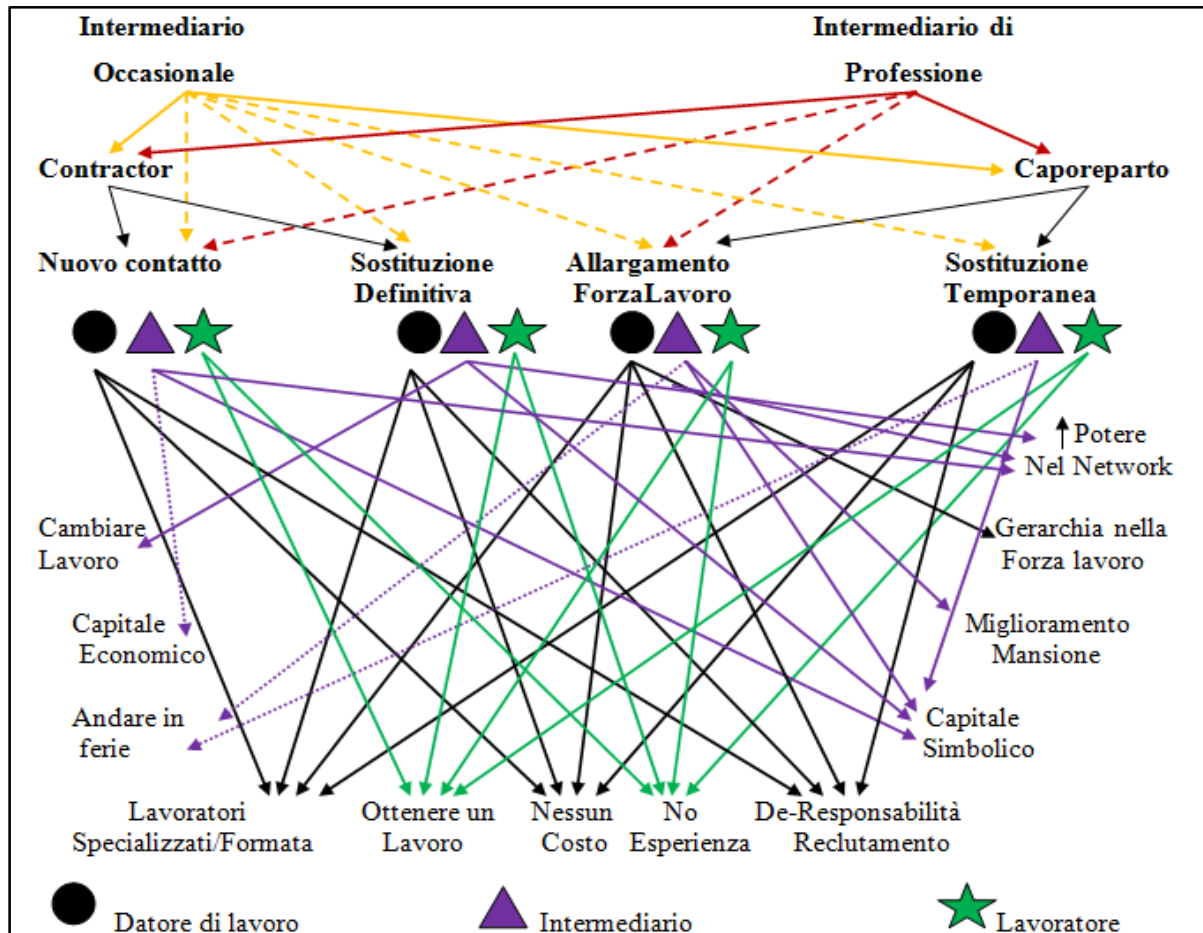 Intermediario
Occasionale
Intermediario di
Professione
Contractor
Caporeparto
Nuovo contatto
Sostituzione
Definitiva
Allargamento
ForzaLavoro
Sostituzione
Temporanea
Potere
Nel Network
Cambiare
Lavoro
Gerarchia nella
Forza lavoro
Capitale
Economico
Miglioramento
Mansione
Andare in
ferie
Capitale
Simbolico
Lavoratori
Specializzati/Formata
Ottenere un
Lavoro
Nessun
Costo
No
Esperienza
De-Responsabilità
Reclutamento
Datore di lavoro
Intermediario
Lavoratore